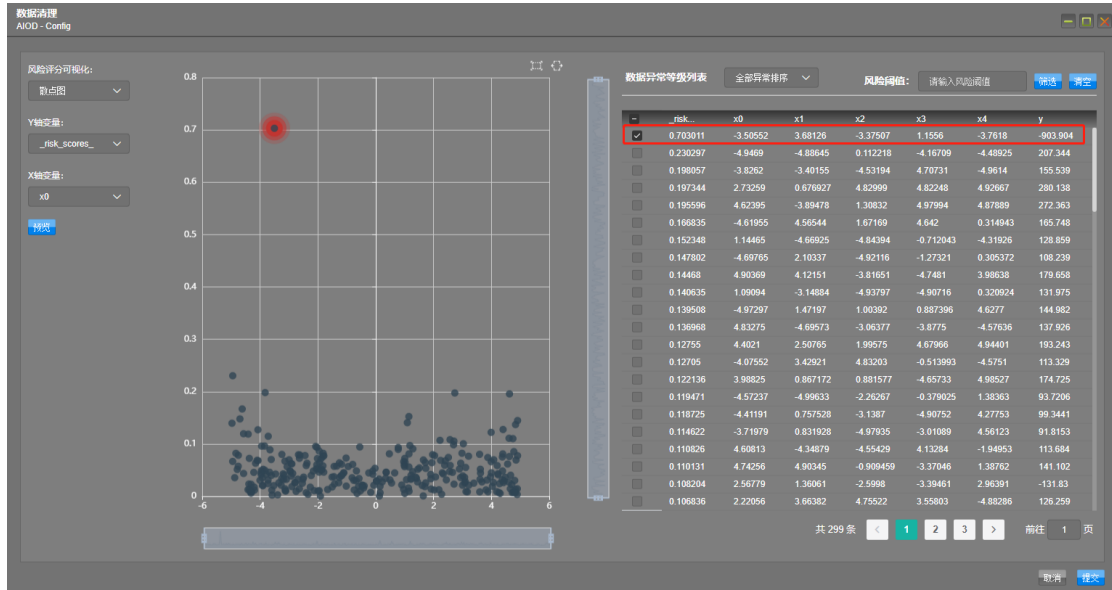 数据清理
AIOD - Config
风险评分可视化:
散点图
Y轴变量:
_risk_scores_
X轴变量:
x0
预览
0.8
0.7
0.6
0.5
0.4
0.3
0.2
0.1
0
-6 -4 -2 0 2 4 6
数据异常等级列表 全部异常排序 风险阈值: 请输入风险阈值 筛选 清空
_risk... x0 x1 x2 x3 x4 y
0.703011 -3.50552 3.68126 -3.37507 1.1556 -3.7618 -903.904
0.230297 -4.9469 -4.88645 0.112218 -4.16709 -4.48925 207.344
0.198057 -3.8262 -3.40155 -4.53194 4.70731 -4.9614 155.539
0.197344 2.73259 0.676927 4.82999 4.82248 4.92667 280.138
0.195596 4.62395 -3.89478 1.30832 4.97994 4.87889 272.363
0.166835 -4.61955 4.56544 1.67169 4.642 0.314943 165.748
0.152348 1.14465 -4.66925 -4.84394 -0.712043 -4.31926 128.859
0.147802 -4.69765 2.10337 -4.92116 -1.27321 0.305372 108.239
0.14468 4.90369 4.12151 -3.81651 -4.7481 3.98638 179.658
0.140635 1.09094 -3.14884 -4.93797 -4.90716 0.320924 131.975
0.139508 -4.97297 1.47197 1.00392 0.887396 4.6277 144.982
0.136968 4.83275 -4.69573 -3.06377 -3.8775 -4.57636 137.926
0.12755 4.4021 2.50765 1.99575 4.67966 4.94401 193.243
0.12705 -4.07552 3.42921 4.83203 -0.513993 -4.5751 113.329
0.122136 3.98825 0.867172 0.881577 -4.65733 4.98527 174.725
0.119471 -4.57237 -4.99633 -2.26267 -0.379025 1.38363 93.7206
0.118725 -4.41191 0.757528 -3.1387 -4.90752 4.27753 99.3441
0.114622 -3.71979 0.831928 -4.97935 -3.01089 4.56123 91.8153
0.110826 4.60813 -4.34879 -4.55429 4.13284 -1.94953 113.684
0.110131 4.74256 4.90345 -0.909459 -3.37046 1.38762 141.102
0.108204 2.56779 1.36061 -2.5998 -3.39461 2.96391 -131.83
0.106836 2.22056 3.66382 4.75522 3.55803 -4.88286 126.259
共 299 条 < 1 2 3 > 前往 1 页
取消 提交